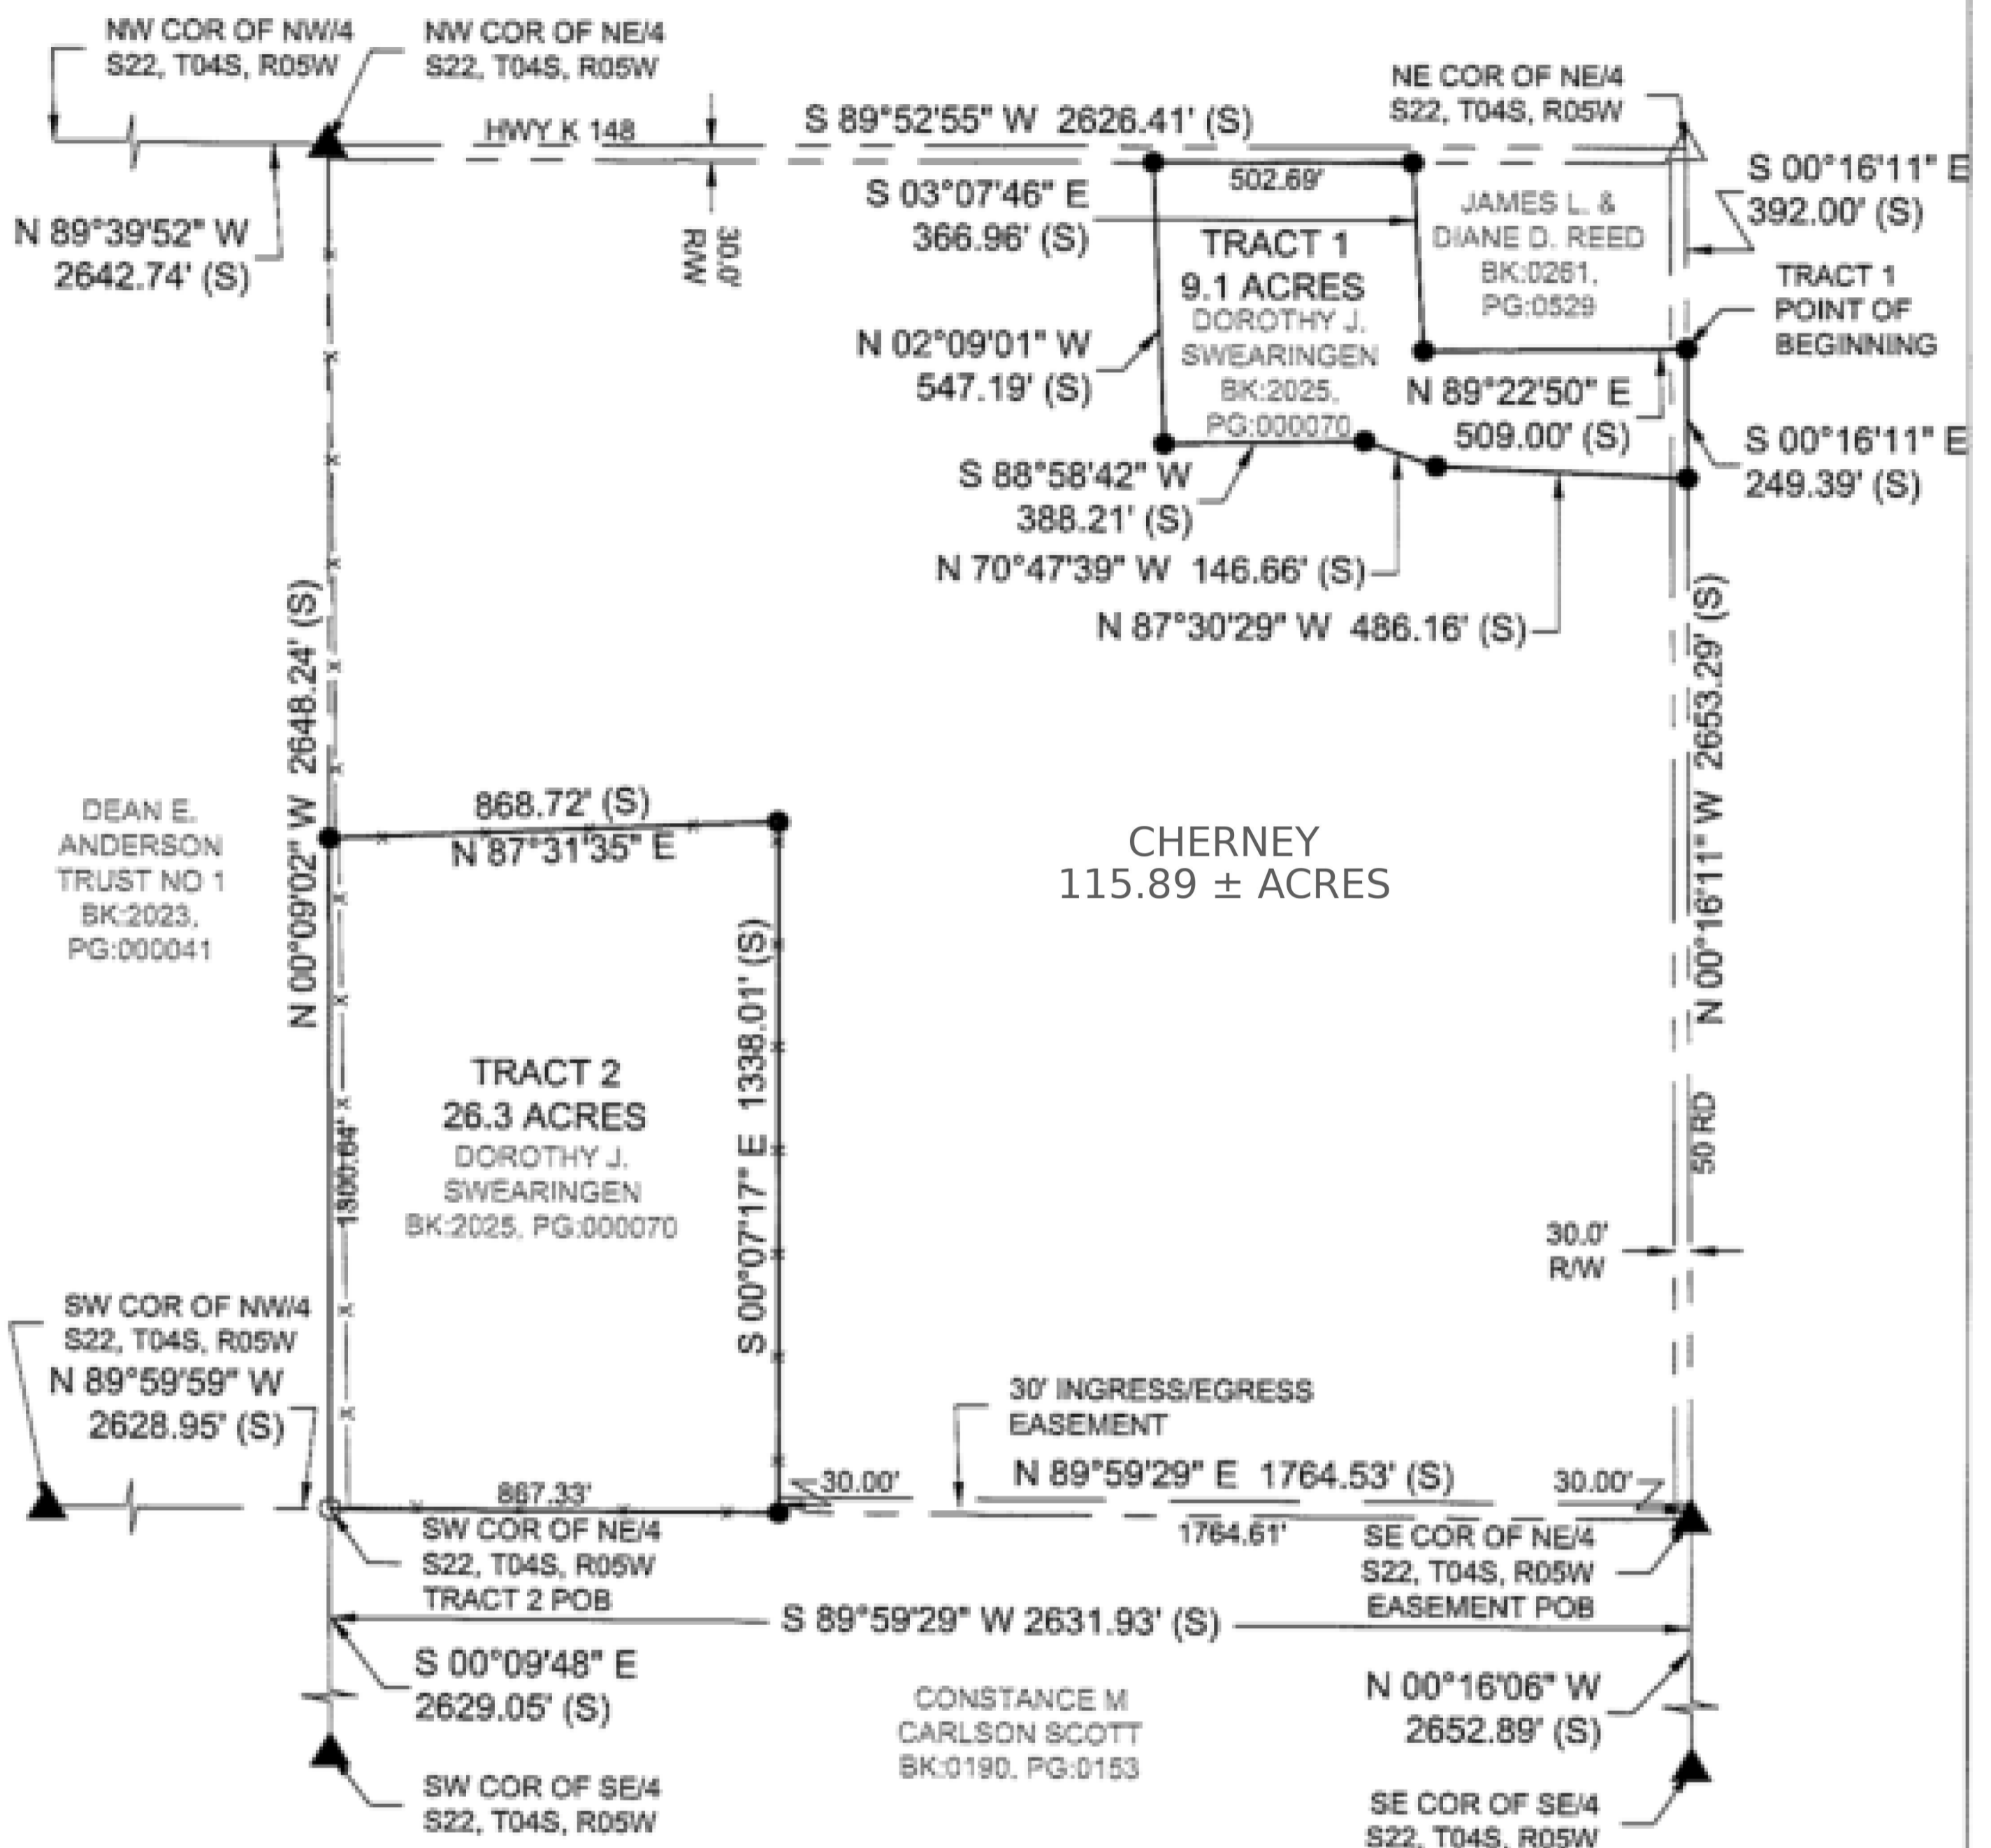 NW COR OF NW/4
S22, T04S, R05W
NW COR OF NE/4
S22, T04S, R05W
NE COR OF NE/4
S22, T04S, R05W
HWY K 148
S 89°52'55" W 2626.41' (S)
S 00°16'11" E
392.00' (S)
N 89°39'52" W
2642.74' (S)
30.0'
R/W
S 03°07'46" E
366.96' (S)
502.69'
TRACT 1
9.1 ACRES
DOROTHY J.
SWEARINGEN
BK:2025,
PG:000070
JAMES L. &
DIANE D. REED
BK:0261,
PG:0529
TRACT 1
POINT OF
BEGINNING
N 02°09'01" W
547.19' (S)
N 89°22'50" E
509.00' (S)
S 00°16'11" E
249.39' (S)
S 88°58'42" W
388.21' (S)
N 70°47'39" W 146.66' (S)
N 87°30'29" W 486.16' (S)
N 00°09'02" W 2648.24' (S)
N 00°16'11" W 2653.29' (S)
DEAN E.
ANDERSON
TRUST NO 1
BK:2023,
PG:000041
868.72' (S)
N 87°31'35" E
CHERNEY
115.89 ± ACRES
S 00°07'17" E 1338.01' (S)
TRACT 2
26.3 ACRES
DOROTHY J.
SWEARINGEN
BK:2025, PG:000070
50 RD
30.0'
R/W
SW COR OF NW/4
S22, T04S, R05W
N 89°59'59" W
2628.95' (S)
30' INGRESS/EGRESS
EASEMENT
867.33'
30.00'
N 89°59'29" E 1764.53' (S)
30.00'
SW COR OF NE/4
S22, T04S, R05W
TRACT 2 POB
1764.61'
SE COR OF NE/4
S22, T04S, R05W
EASEMENT POB
S 89°59'29" W 2631.93' (S)
S 00°09'48" E
2629.05' (S)
CONSTANCE M
CARLSON SCOTT
BK:0190, PG:0153
N 00°16'06" W
2652.89' (S)
SW COR OF SE/4
S22, T04S, R05W
SE COR OF SE/4
S22, T04S, R05W